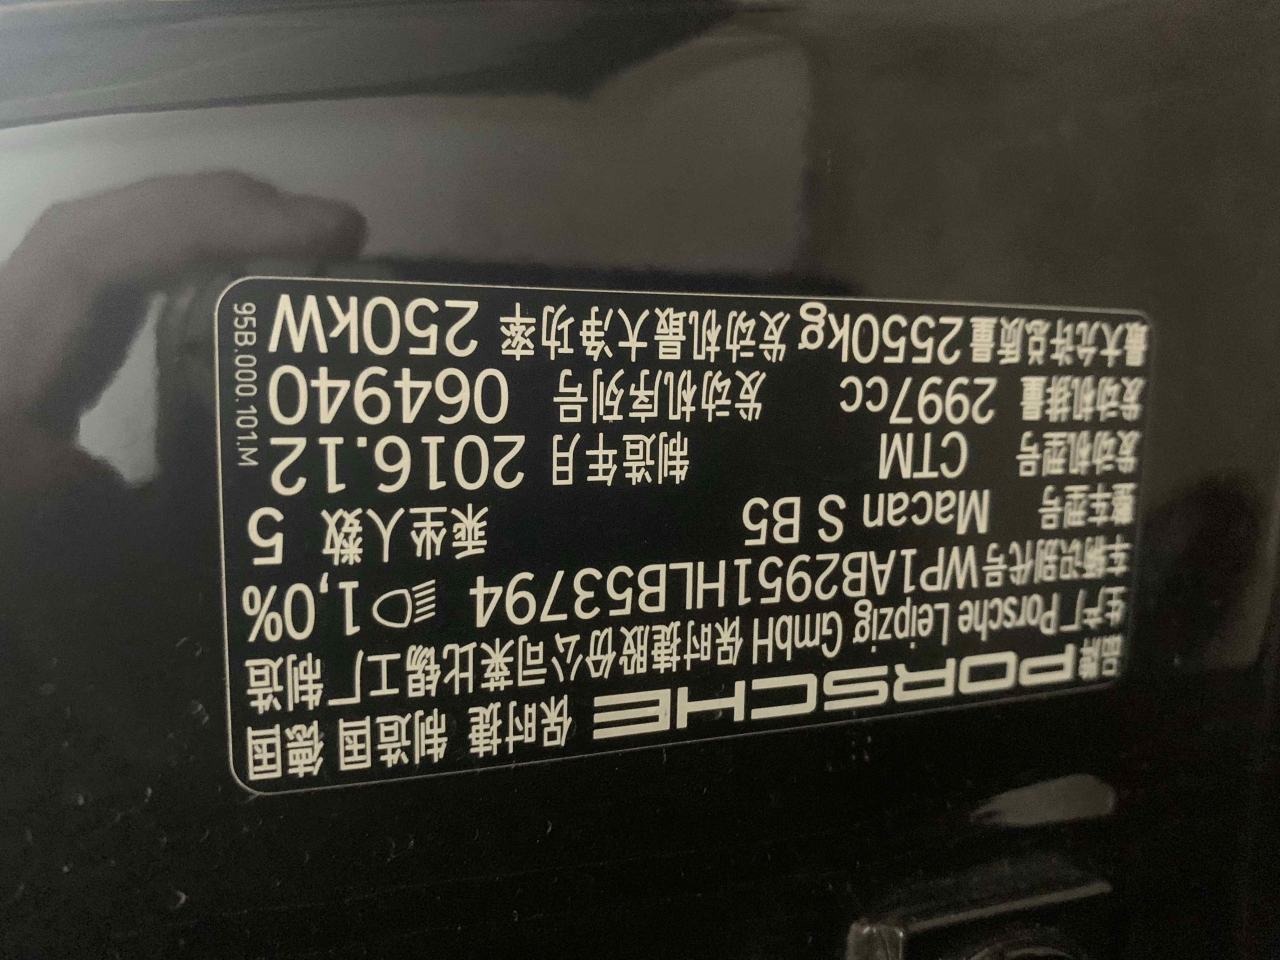 品牌 PORSCHE 保时捷 制造国 德国
生产厂 Porsche Leipzig GmbH 保时捷股份公司莱比锡工厂 制造
车辆识别代号 WP1AB2951HLB53794 1,0%
整车型号 Macan S B5 乘坐人数 5
发动机型号 CTM 制造年月 2016.12
发动机排量 2997cc 发动机序列号 064940
最大允许总质量 2550kg 发动机最大净功率 250kW
95B.000.101.M